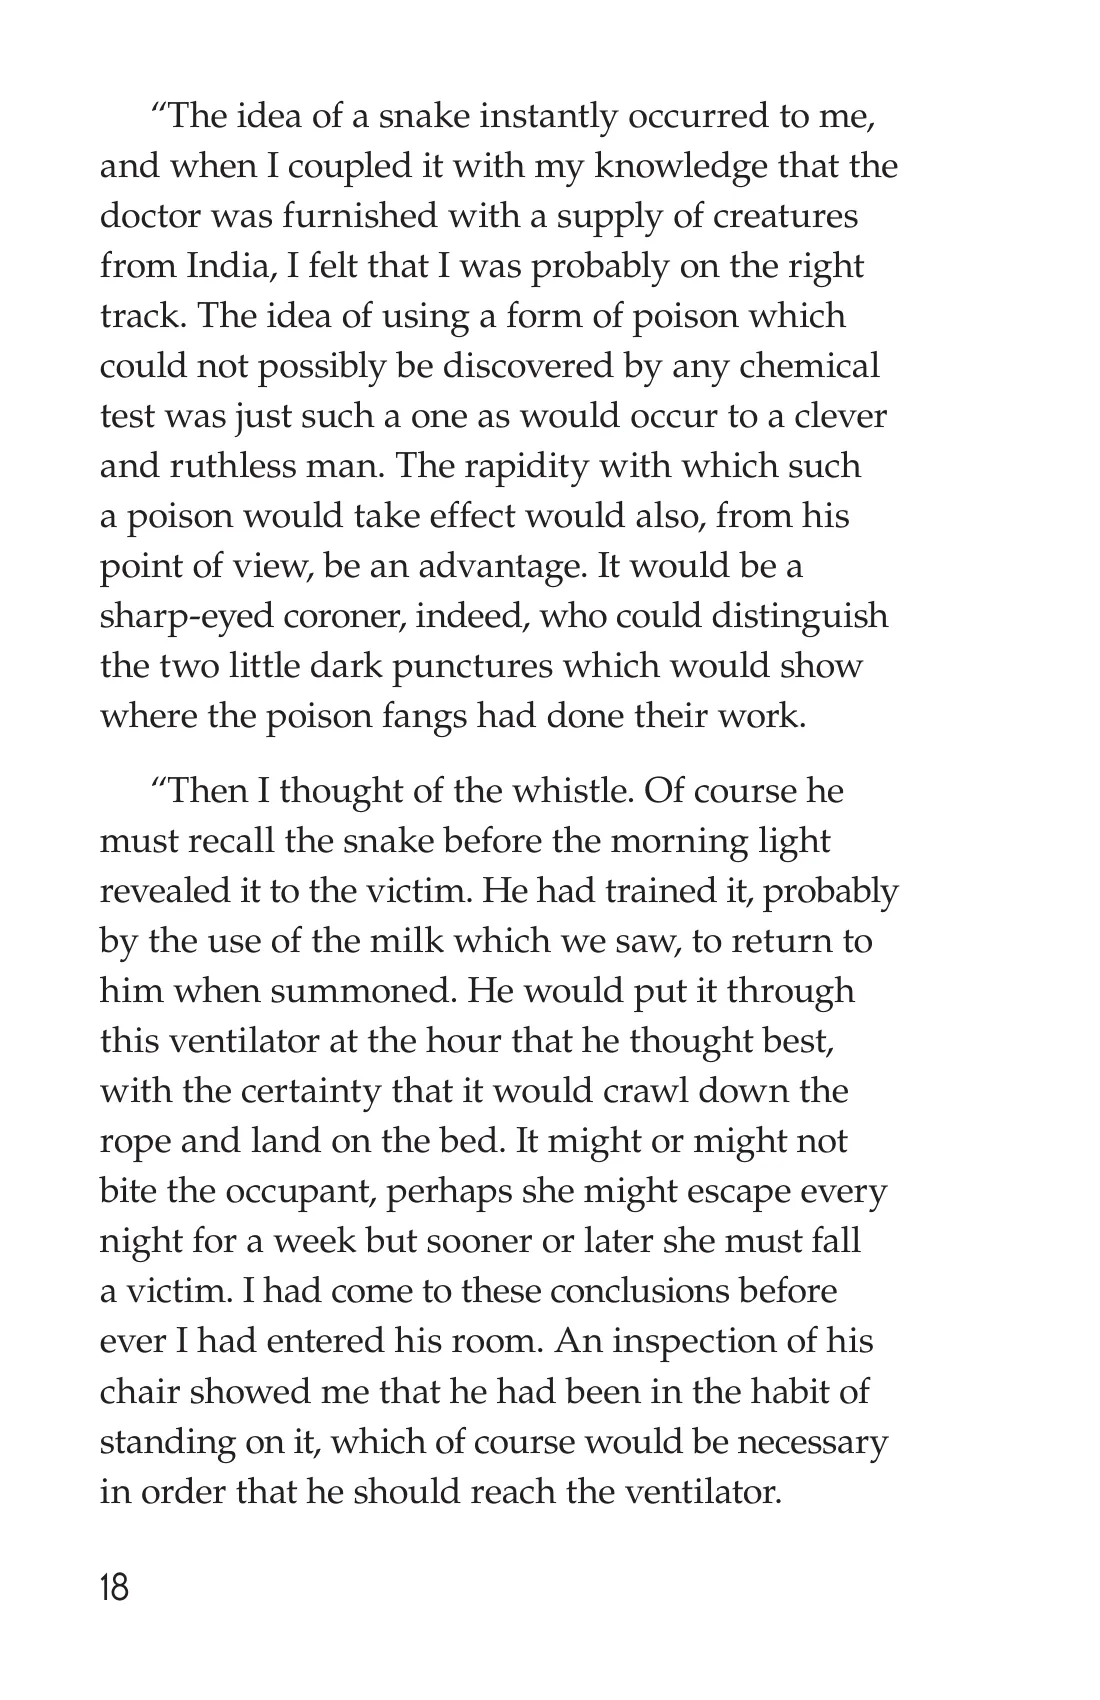 “The idea of a snake instantly occurred to me,
and when I coupled it with my knowledge that the
doctor was furnished with a supply of creatures
from India, I felt that I was probably on the right
track. The idea of using a form of poison which
could not possibly be discovered by any chemical
test was just such a one as would occur to a clever
and ruthless man. The rapidity with which such
a poison would take effect would also, from his
point of view, be an advantage. It would be a
sharp-eyed coroner, indeed, who could distinguish
the two little dark punctures which would show
where the poison fangs had done their work.
“Then I thought of the whistle. Of course he
must recall the snake before the morning light
revealed it to the victim. He had trained it, probably
by the use of the milk which we saw, to return to
him when summoned. He would put it through
this ventilator at the hour that he thought best,
with the certainty that it would crawl down the
rope and land on the bed. It might or might not
bite the occupant, perhaps she might escape every
night for a week but sooner or later she must fall
a victim. I had come to these conclusions before
ever I had entered his room. An inspection of his
chair showed me that he had been in the habit of
standing on it, which of course would be necessary
in order that he should reach the ventilator.
18